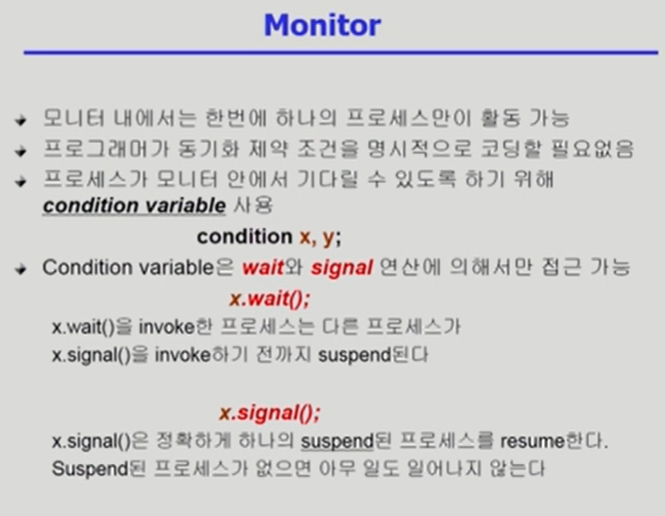 Monitor
모니터 내에서는 한번에 하나의 프로세스만이 활동 가능
프로그래머가 동기화 제약 조건을 명시적으로 코딩할 필요없음
프로세스가 모니터 안에서 기다릴 수 있도록 하기 위해
condition variable 사용
condition x, y;
Condition variable은 wait와 signal 연산에 의해서만 접근 가능
x.wait();
x.wait()을 invoke한 프로세스는 다른 프로세스가
x.signal()을 invoke하기 전까지 suspend된다
x.signal();
x.signal()은 정확하게 하나의 suspend된 프로세스를 resume한다.
Suspend된 프로세스가 없으면 아무 일도 일어나지 않는다